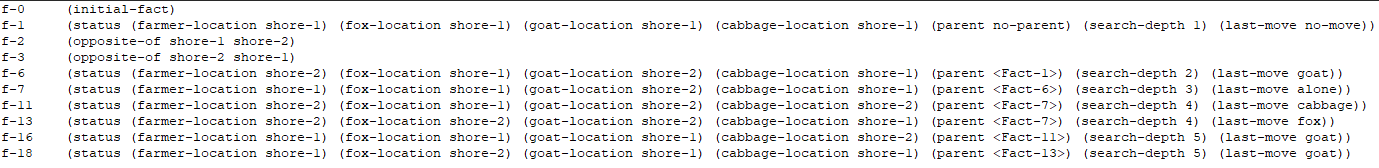 f-0     (initial-fact)
f-1     (status (farmer-location shore-1) (fox-location shore-1) (goat-location shore-1) (cabbage-location shore-1) (parent no-parent) (search-depth 1) (last-move no-move))
f-2     (opposite-of shore-1 shore-2)
f-3     (opposite-of shore-2 shore-1)
f-6     (status (farmer-location shore-2) (fox-location shore-1) (goat-location shore-2) (cabbage-location shore-1) (parent <Fact-1>) (search-depth 2) (last-move goat))
f-7     (status (farmer-location shore-1) (fox-location shore-1) (goat-location shore-2) (cabbage-location shore-1) (parent <Fact-6>) (search-depth 3) (last-move alone))
f-11    (status (farmer-location shore-2) (fox-location shore-1) (goat-location shore-2) (cabbage-location shore-2) (parent <Fact-7>) (search-depth 4) (last-move cabbage))
f-13    (status (farmer-location shore-2) (fox-location shore-2) (goat-location shore-2) (cabbage-location shore-1) (parent <Fact-7>) (search-depth 4) (last-move fox))
f-16    (status (farmer-location shore-1) (fox-location shore-1) (goat-location shore-1) (cabbage-location shore-2) (parent <Fact-11>) (search-depth 5) (last-move goat))
f-18    (status (farmer-location shore-1) (fox-location shore-2) (goat-location shore-1) (cabbage-location shore-1) (parent <Fact-13>) (search-depth 5) (last-move goat))